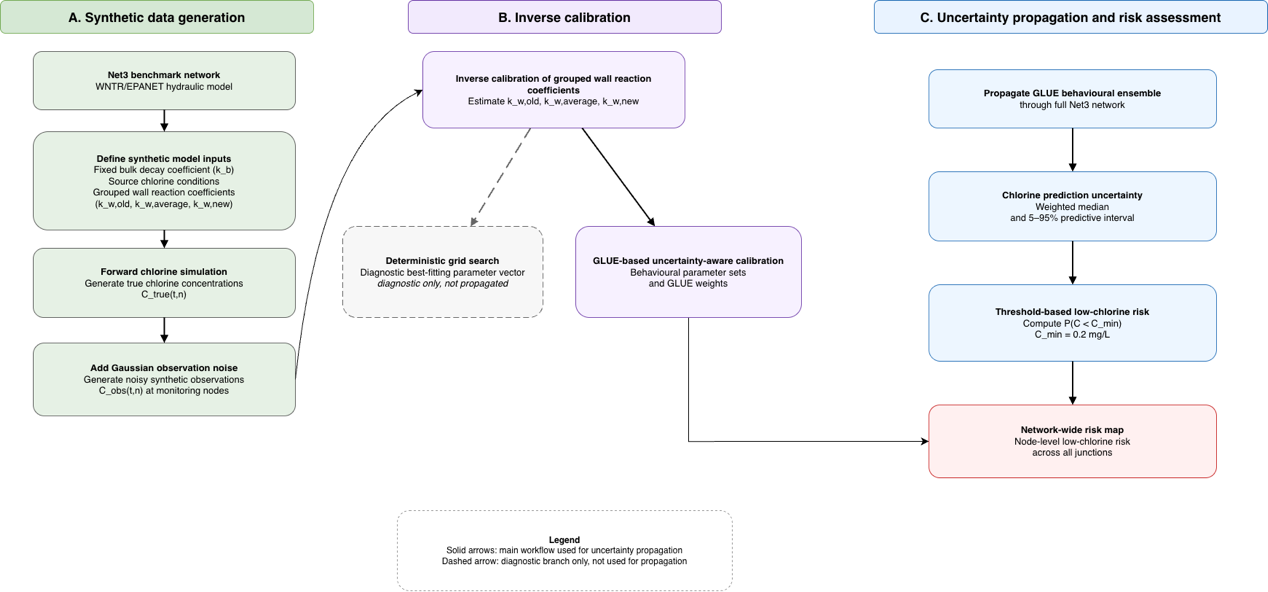 A. Synthetic data generation
Net3 benchmark network
WNTR/EPANET hydraulic model
Define synthetic model inputs
Fixed bulk decay coefficient (k_b)
Source chlorine conditions
Grouped wall reaction coefficients
(k_w,old, k_w,average, k_w,new)
Forward chlorine simulation
Generate true chlorine concentrations
C_true(t,n)
Add Gaussian observation noise
Generate noisy synthetic observations
C_obs(t,n) at monitoring nodes
B. Inverse calibration
Inverse calibration of grouped wall reaction
coefficients
Estimate k_w,old, k_w,average, k_w,new
Deterministic grid search
Diagnostic best-fitting parameter vector
diagnostic only, not propagated
GLUE-based uncertainty-aware calibration
Behavioural parameter sets
and GLUE weights
C. Uncertainty propagation and risk assessment
Propagate GLUE behavioural ensemble
through full Net3 network
Chlorine prediction uncertainty
Weighted median
and 5–95% predictive interval
Threshold-based low-chlorine risk
Compute P(C < C_min)
C_min = 0.2 mg/L
Network-wide risk map
Node-level low-chlorine risk
across all junctions
Legend
Solid arrows: main workflow used for uncertainty propagation
Dashed arrow: diagnostic branch only, not used for propagation